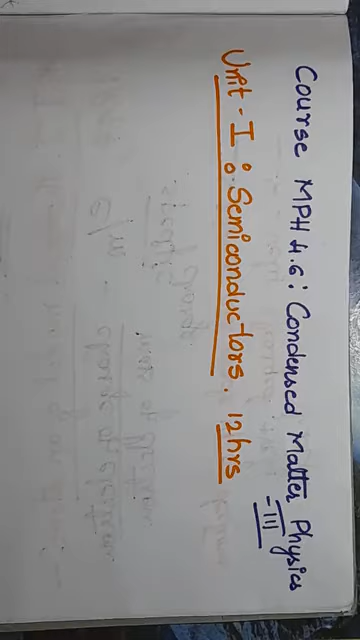 Course MPH 4.6: Condensed Matter Physics
- III
Unit - I : Semiconductors. 12hrs